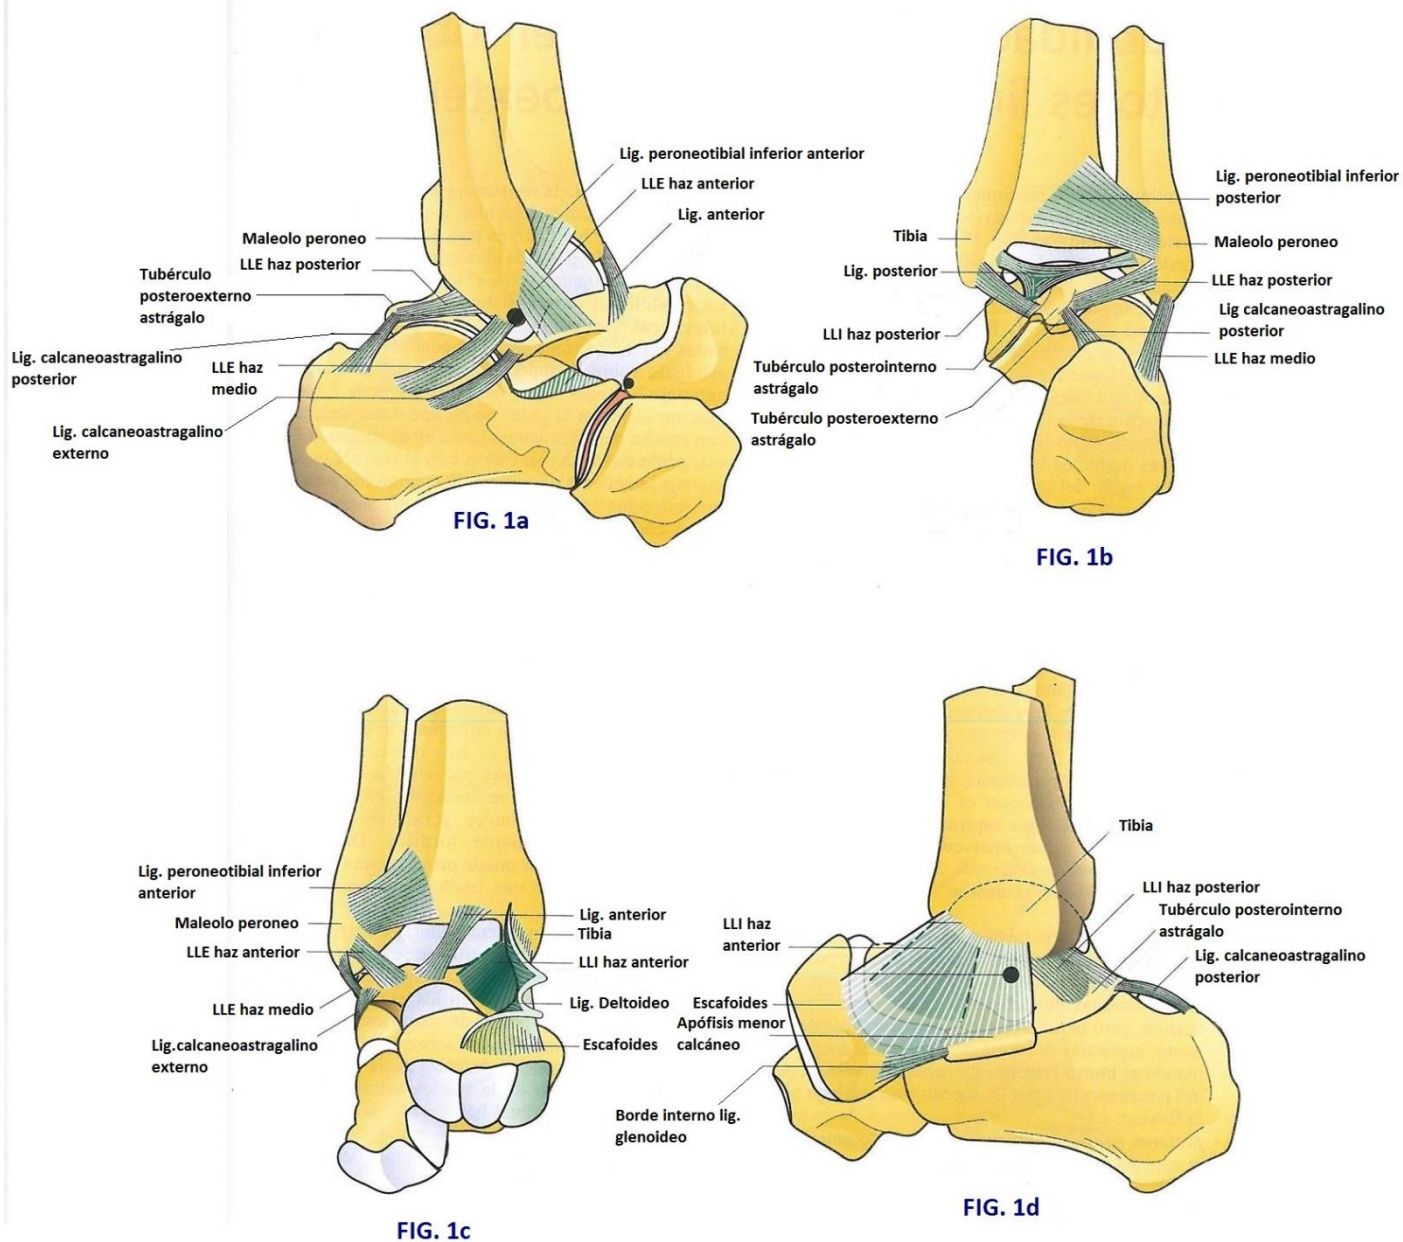 Lig. peroneotibial inferior anterior
LLE haz anterior
Lig. anterior
Maleolo peroneo
LLE haz posterior
Tubérculo
posteroexterno
astrágalo
Lig. calcaneoastragalino
posterior
LLE haz
medio
Lig. calcaneoastragalino
externo
FIG. 1a
Lig. peroneotibial inferior
posterior
Tibia
Maleolo peroneo
Lig. posterior
LLE haz posterior
Lig calcaneoastragalino
posterior
LLI haz posterior
LLE haz medio
Tubérculo posterointerno
astrágalo
Tubérculo posteroexterno
astrágalo
FIG. 1b
Lig. peroneotibial inferior
anterior
Maleolo peroneo
LLE haz anterior
LLE haz medio
Lig.calcaneoastragalino
externo
Lig. anterior
Tibia
LLI haz anterior
Lig. Deltoideo
Escafoides
FIG. 1c
Tibia
LLI haz posterior
Tubérculo posterointerno
astrágalo
Lig. calcaneoastragalino
posterior
LLI haz
anterior
Escafoides
Apófisis menor
calcáneo
Borde interno lig.
glenoideo
FIG. 1d